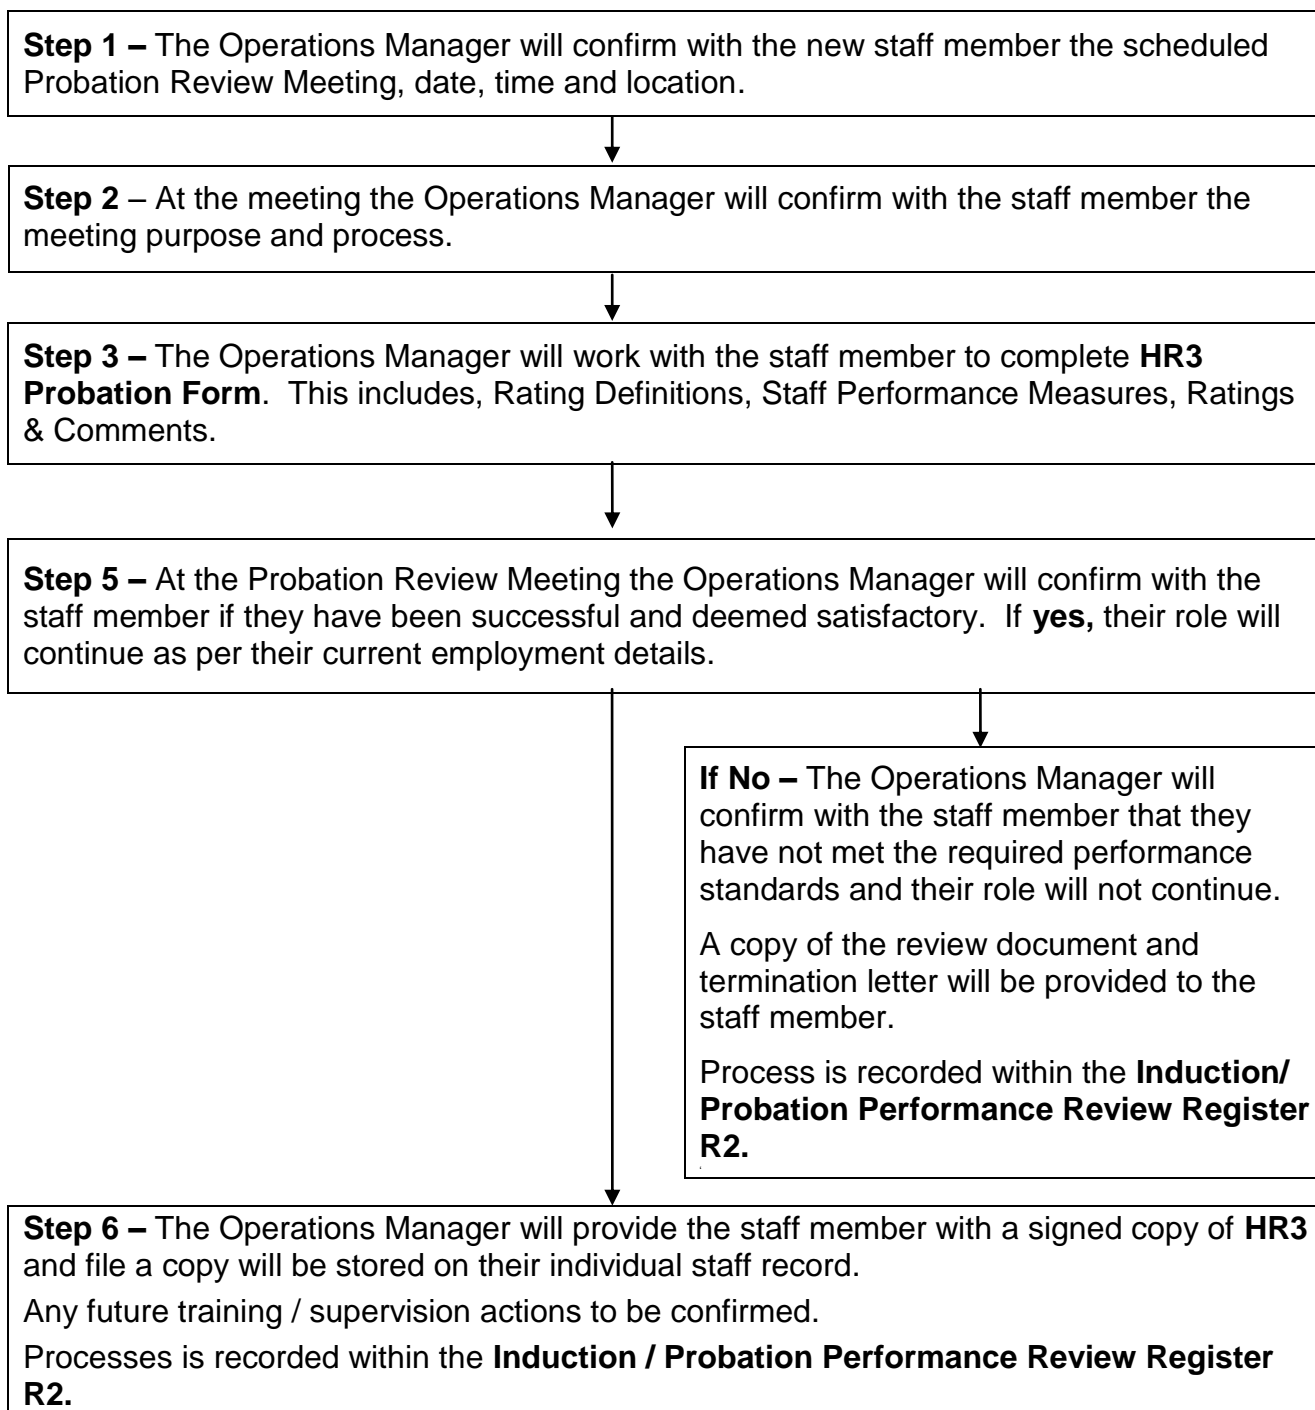 Step 1 – The Operations Manager will confirm with the new staff member the scheduled
Probation Review Meeting, date, time and location.
Step 2 – At the meeting the Operations Manager will confirm with the staff member the
meeting purpose and process.
Step 3 – The Operations Manager will work with the staff member to complete HR3
Probation Form.  This includes, Rating Definitions, Staff Performance Measures, Ratings
& Comments.
Step 5 – At the Probation Review Meeting the Operations Manager will confirm with the
staff member if they have been successful and deemed satisfactory.  If yes, their role will
continue as per their current employment details.
If No – The Operations Manager will
confirm with the staff member that they
have not met the required performance
standards and their role will not continue.
A copy of the review document and
termination letter will be provided to the
staff member.
Process is recorded within the Induction/
Probation Performance Review Register
R2.
Step 6 – The Operations Manager will provide the staff member with a signed copy of HR3
and file a copy will be stored on their individual staff record.
Any future training / supervision actions to be confirmed.
Processes is recorded within the Induction / Probation Performance Review Register
R2.